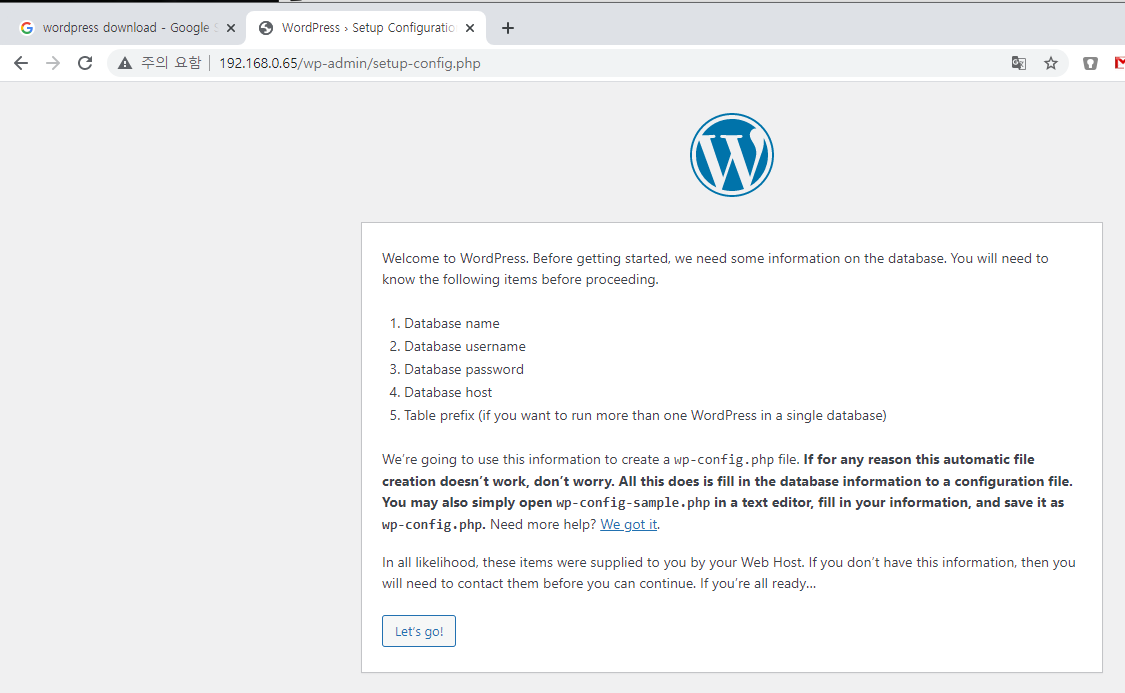 wordpress download - Google S
WordPress › Setup Configuratio
주의 요함 | 192.168.0.65/wp-admin/setup-config.php
Welcome to WordPress. Before getting started, we need some information on the database. You will need to
know the following items before proceeding.
1. Database name
2. Database username
3. Database password
4. Database host
5. Table prefix (if you want to run more than one WordPress in a single database)
We’re going to use this information to create a wp-config.php file. If for any reason this automatic file
creation doesn’t work, don’t worry. All this does is fill in the database information to a configuration file.
You may also simply open wp-config-sample.php in a text editor, fill in your information, and save it as
wp-config.php. Need more help? We got it.
In all likelihood, these items were supplied to you by your Web Host. If you don’t have this information, then you
will need to contact them before you can continue. If you’re all ready…
Let’s go!